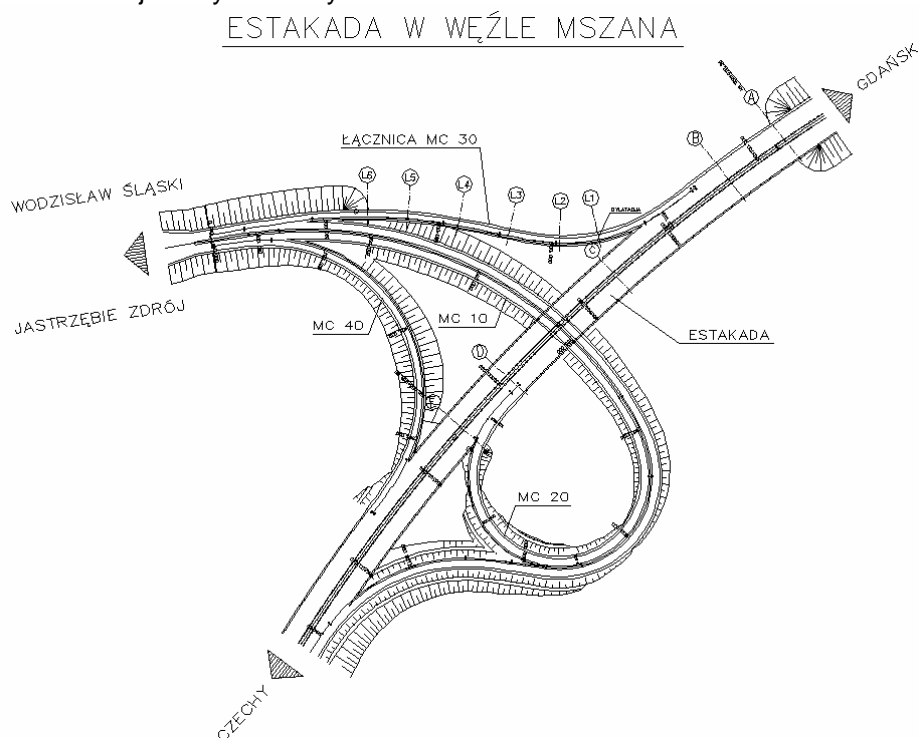 ESTAKADA W WĘŹLE MSZANA
GDAŃSK
A
B
ŁĄCZNICA MC 30
WODZISŁAW ŚLĄSKI
L6
L5
L4
L3
L2
L1
DYLATACJA
C
JASTRZĘBIE ZDRÓJ
MC 40
MC 10
ESTAKADA
D
E
MC 20
CZECHY